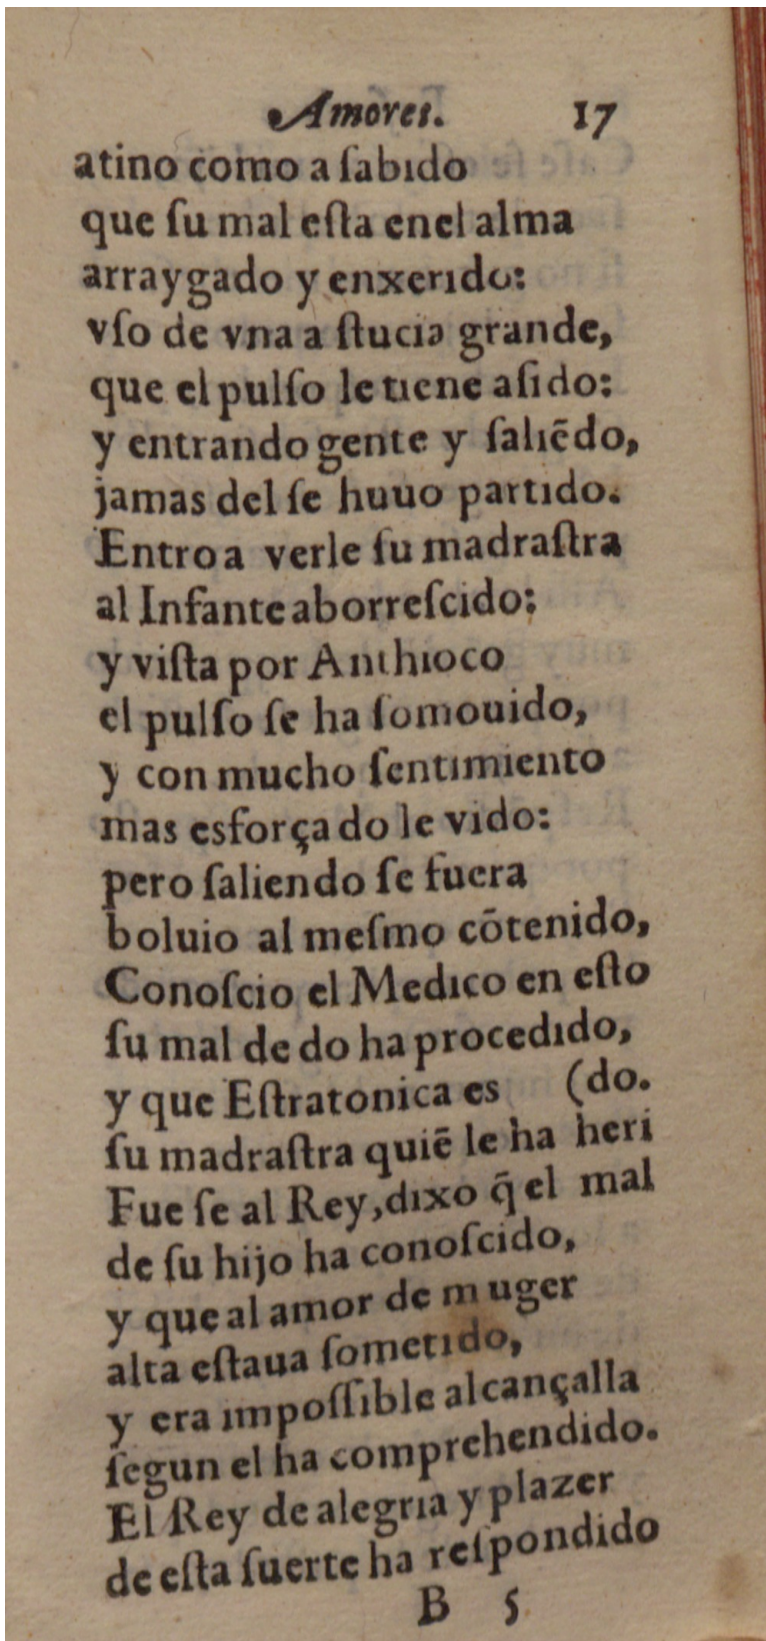 Amores. 17
atino como a ſabido
que ſu mal eſta enel alma
arraygado y enxerido:
vſo de vna a ſtucia grande,
que el pulſo le tiene aſido:
y entrando gente y ſaliẽdo,
jamas del ſe huuo partido.
Entro a verle ſu madraſtra
al Infante aborreſcido:
y viſta por Anthioco
el pulſo ſe ha ſomouido,
y con mucho ſentimiento
mas esforçado le vido:
pero ſaliendo ſe fuera
boluio al meſmo cõtenido,
Conoſcio el Medico en eſto
ſu mal de do ha procedido,
y que Eſtratonica es (do.
ſu madraſtra quiẽ le ha heri
Fue ſe al Rey, dixo q̃ el mal
de ſu hijo ha conoſcido,
y que al amor de muger
alta eſtaua ſometido,
y era impoſſible alcançalla
ſegun el ha comprehendido.
El Rey de alegria y plazer
de eſta ſuerte ha reſpondido
B 5